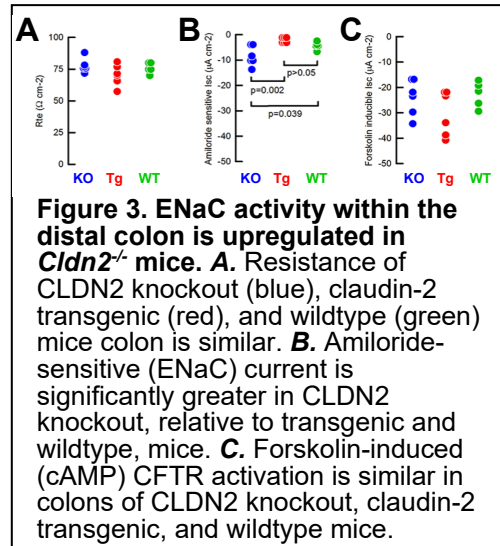 A
B
C
Rte (Ω cm-2)
100
75
50
25
0
KO Tg WT
Amiloride sensitive Isc (µA cm-2)
0
-10
-20
-30
-40
-50
p>0.05
p=0.002
p=0.039
KO Tg WT
Forskolin inducible Isc (µA cm-2)
0
-10
-20
-30
-40
-50
KO Tg WT
Figure 3. ENaC activity within the
distal colon is upregulated in
Cldn2-/- mice. A. Resistance of
CLDN2 knockout (blue), claudin-2
transgenic (red), and wildtype (green)
mice colon is similar. B. Amiloride-
sensitive (ENaC) current is
significantly greater in CLDN2
knockout, relative to transgenic and
wildtype, mice. C. Forskolin-induced
(cAMP) CFTR activation is similar in
colons of CLDN2 knockout, claudin-2
transgenic, and wildtype mice.